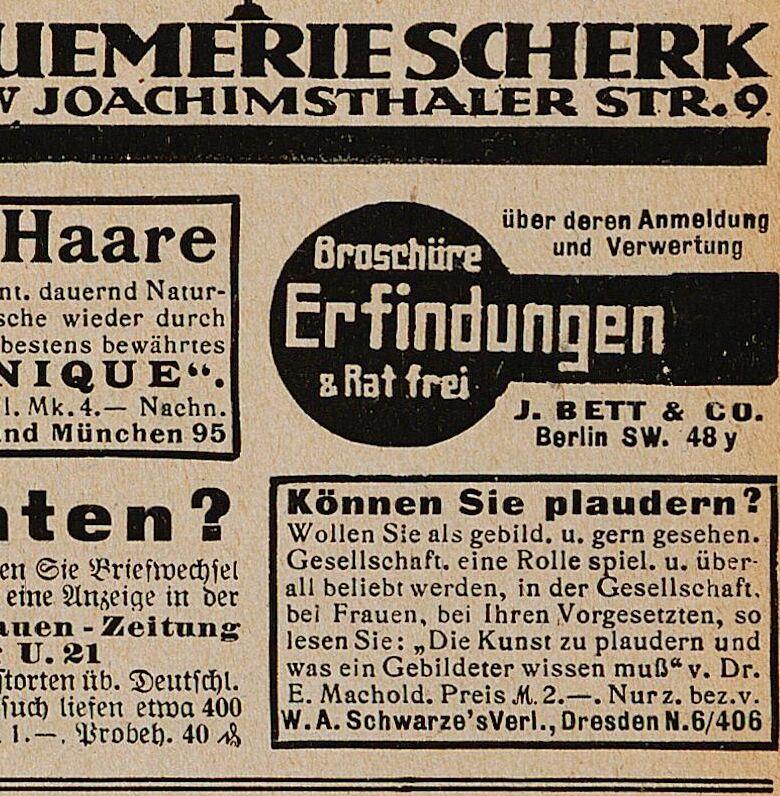 UEMERIE SCHERK
W JOACHIMSTHALER STR. 9
Haare
nt. dauernd Natur-
sche wieder durch
bestens bewährtes
NIQUE“.
l. Mk. 4.— Nachn.
nd München 95
über deren Anmeldung
und Verwertung
Broschüre
Erfindungen
& Rat frei
J. BETT & CO.
Berlin SW. 48 y
nten?
en Sie Briefwechsel
eine Anzeige in der
auen-Zeitung
U. 21
storten üb. Deutschl.
such liefen etwa 400
1.—. Probeh. 40 ₰
Können Sie plaudern?
Wollen Sie als gebild. u. gern gesehen.
Gesellschaft. eine Rolle spiel. u. über-
all beliebt werden, in der Gesellschaft,
bei Frauen, bei Ihren Vorgesetzten, so
lesen Sie: „Die Kunst zu plaudern und
was ein Gebildeter wissen muß“ v. Dr.
E. Machold. Preis M. 2.—. Nur z. bez. v.
W. A. Schwarze's Verl., Dresden N. 6/406